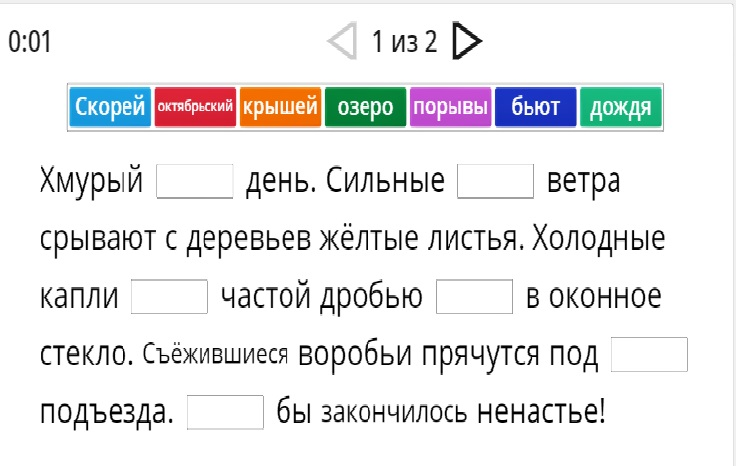 0:01 1 из 2
Скорей октябрьский крышей озеро порывы бьют дождя
Хмурый день. Сильные ветра
срывают с деревьев жёлтые листья. Холодные
капли частой дробью в оконное
стекло. Съёжившиеся воробьи прячутся под
подъезда. бы закончилось ненастье!